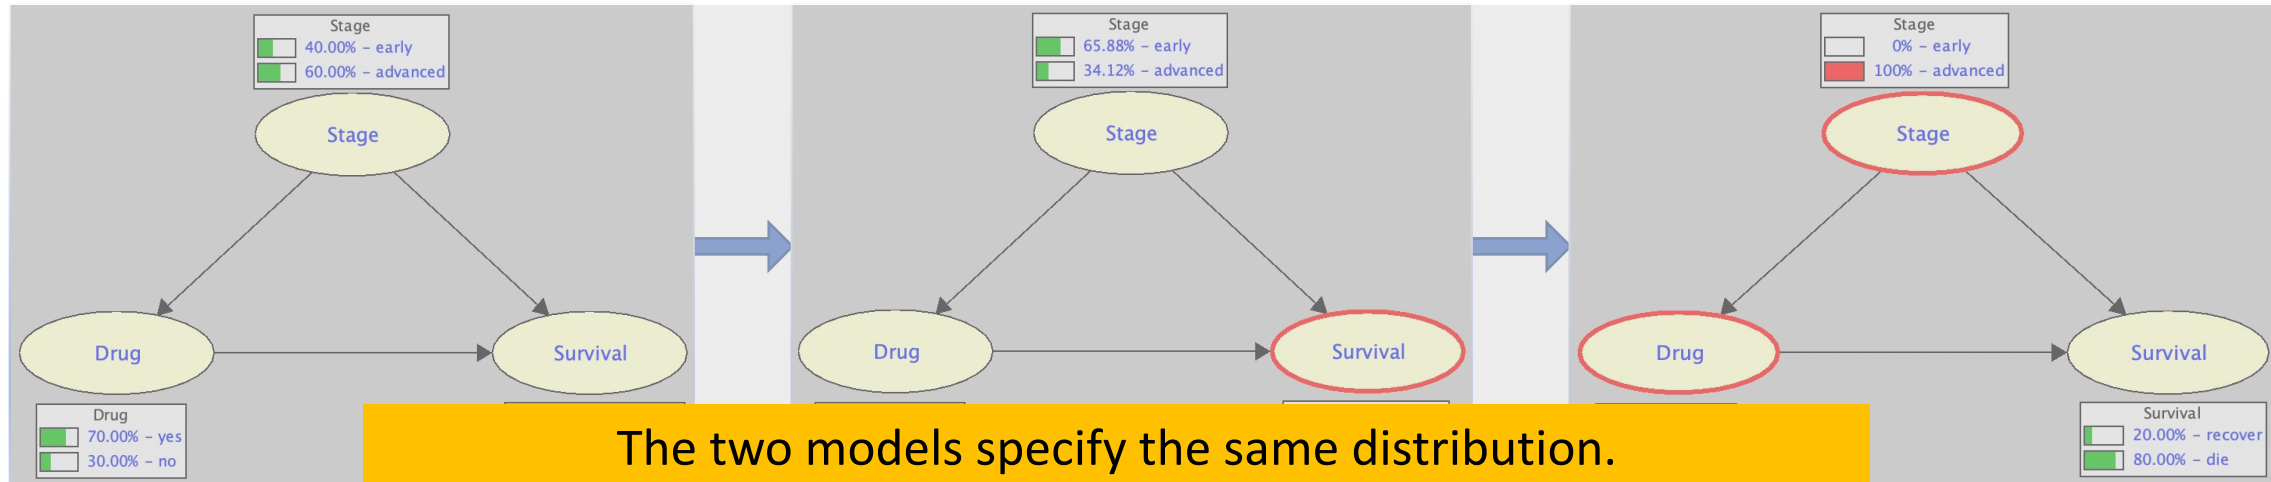 Stage
40.00% - early
60.00% - advanced
Stage
Drug
Survival
Drug
70.00% - yes
30.00% - no
Stage
65.88% - early
34.12% - advanced
Stage
Drug
Survival
Stage
0% - early
100% - advanced
Stage
Drug
Survival
Survival
20.00% - recover
80.00% - die
The two models specify the same distribution.